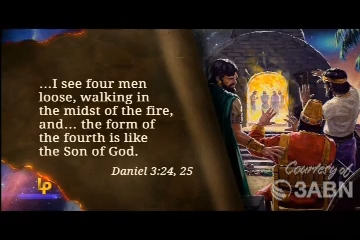 ...I see four men
loose, walking in
the midst of the fire,
and... the form of
the fourth is like
the Son of God.
Daniel 3:24, 25
LP
Courtesy of
3ABN